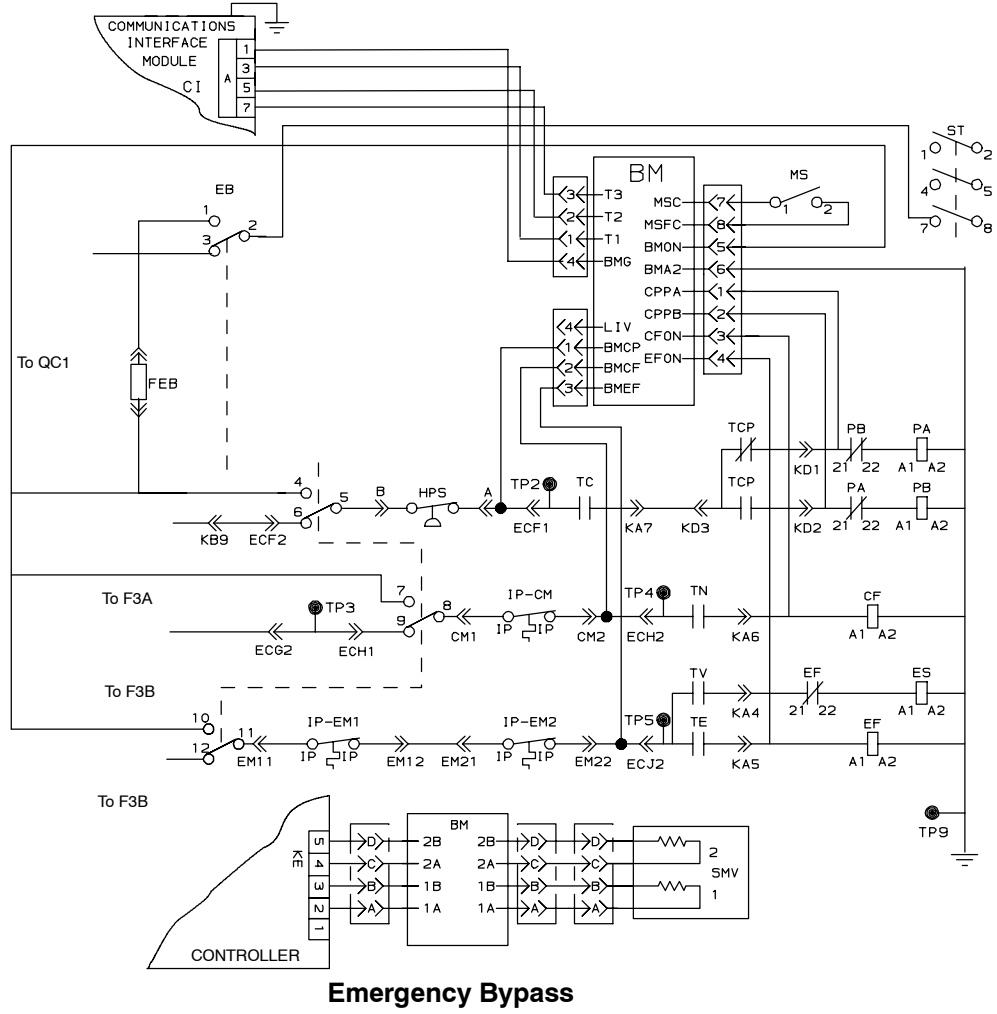 COMMUNICATIONS
INTERFACE
MODULE
CI
A
1
3
5
7
ST
1 2
4 5
7 8
EB
1
2
3
BM
3 T3
2 T2
1 T1
4 BMG
4 LIV
1 BMCP
2 BMCF
3 BMEF
MSC 7
MSFC 8
BMON 5
BMA2 6
CPPA 1
CPPB 2
CFON 3
EFON 4
MS
1 2
To QC1
FEB
TCP
KD1
PB
21 22
PA
A1 A2
4
5
6
B
HPS
A
TP2
ECF1
TC
KA7
KD3
TCP
KD2
PA
21 22
PB
A1 A2
KB9
ECF2
To F3A
7
8
9
TP3
ECG2
ECH1
CM1
IP-CM
IP IP
CM2
TP4
ECH2
TN
KA6
CF
A1 A2
To F3B
TV
KA4
EF
21 22
ES
A1 A2
10
11
12
EM11
IP-EM1
IP IP
EM12
EM21
IP-EM2
IP IP
EM22
TP5
ECJ2
TE
KA5
EF
A1 A2
To F3B
TP9
KE
5
4
3
2
1
D
C
B
A
BM
2B 2B
2A 2A
1B 1B
1A 1A
D
C
B
A
D
C
B
A
2
SMV
1
CONTROLLER
Emergency Bypass